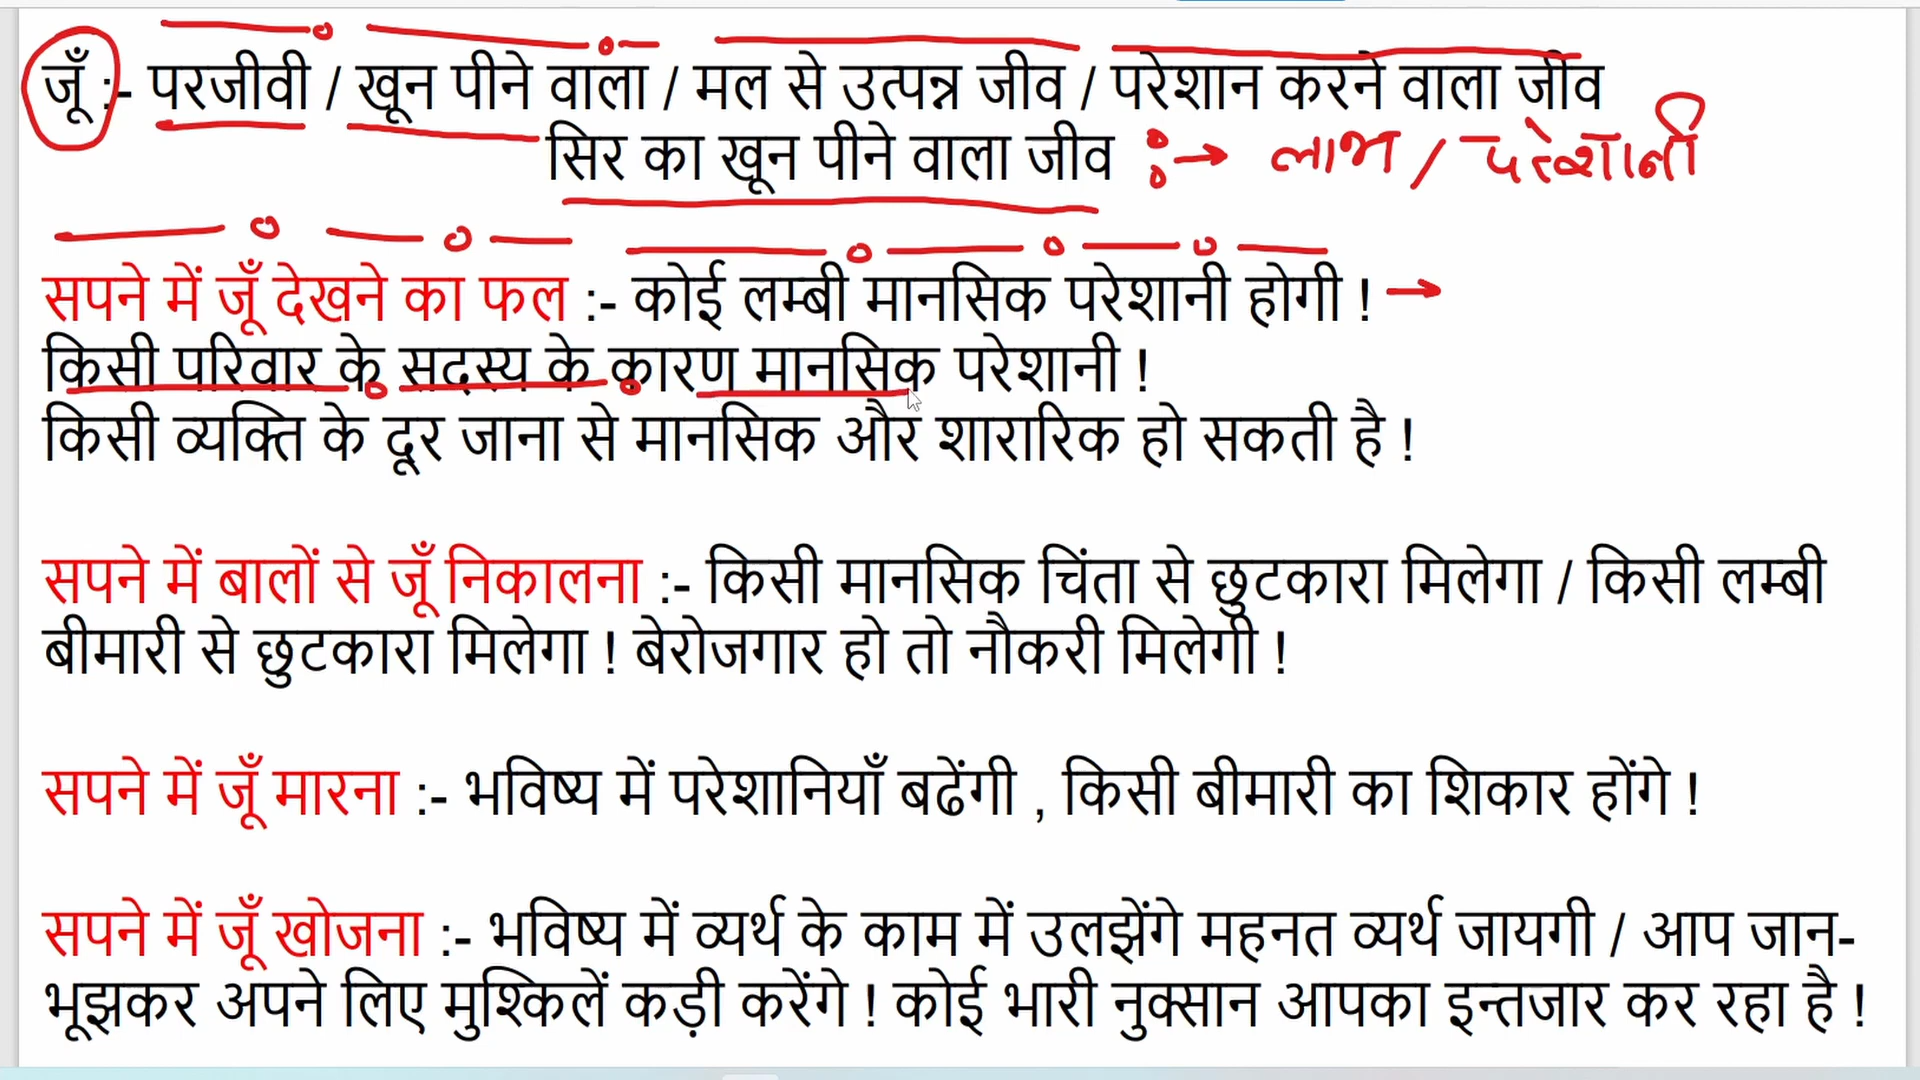 जूँ :- परजीवी / खून पीने वाला / मल से उत्पन्न जीव / परेशान करने वाला जीव
सिर का खून पीने वाला जीव :→ लाभ / परेशानी
सपने में जूँ देखने का फल :- कोई लम्बी मानसिक परेशानी होगी ! →
किसी परिवार के सदस्य के कारण मानसिक परेशानी !
किसी व्यक्ति के दूर जाना से मानसिक और शारारिक हो सकती है !
सपने में बालों से जूँ निकालना :- किसी मानसिक चिंता से छुटकारा मिलेगा / किसी लम्बी
बीमारी से छुटकारा मिलेगा ! बेरोजगार हो तो नौकरी मिलेगी !
सपने में जूँ मारना :- भविष्य में परेशानियाँ बढेंगी , किसी बीमारी का शिकार होंगे !
सपने में जूँ खोजना :- भविष्य में व्यर्थ के काम में उलझेंगे महनत व्यर्थ जायगी / आप जान-
भूझकर अपने लिए मुश्किलें कड़ी करेंगे ! कोई भारी नुक्सान आपका इन्तजार कर रहा है !